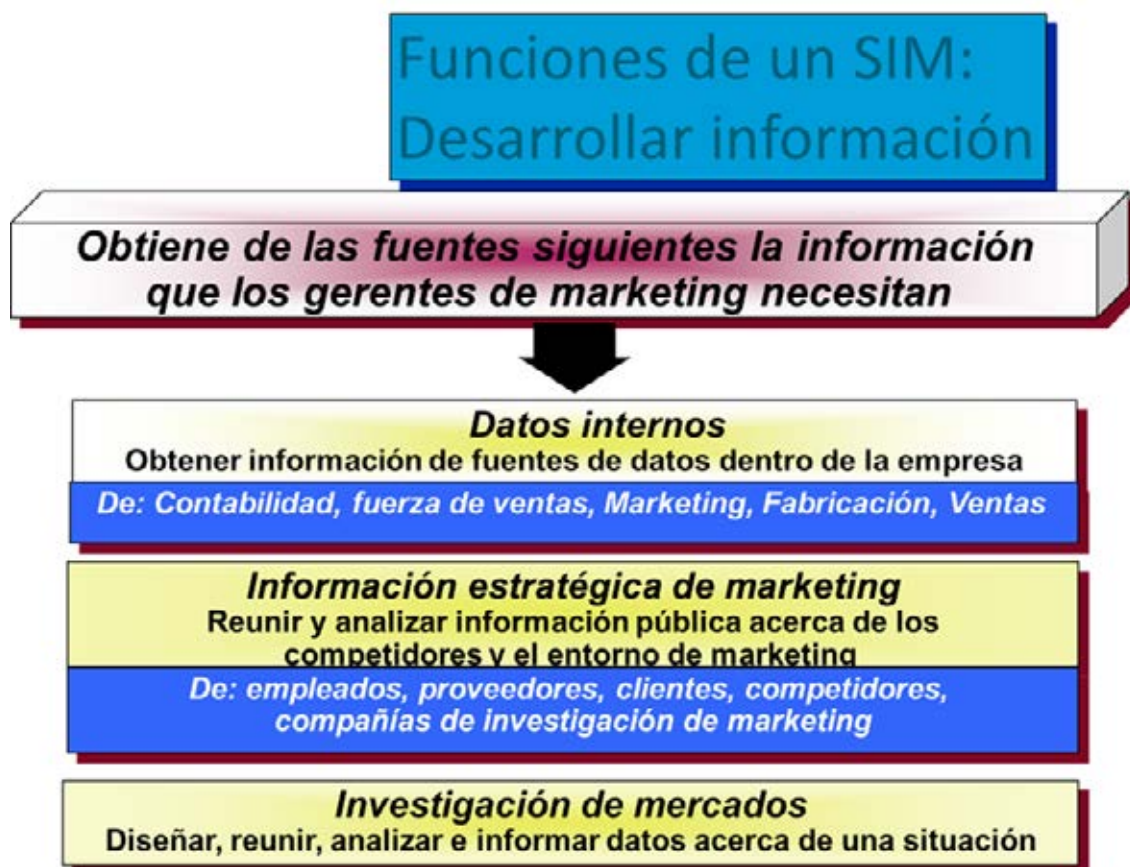 Funciones de un SIM:
Desarrollar información
Obtiene de las fuentes siguientes la información
que los gerentes de marketing necesitan
Datos internos
Obtener información de fuentes de datos dentro de la empresa
De: Contabilidad, fuerza de ventas, Marketing, Fabricación, Ventas
Información estratégica de marketing
Reunir y analizar información pública acerca de los
competidores y el entorno de marketing
De: empleados, proveedores, clientes, competidores,
compañías de investigación de marketing
Investigación de mercados
Diseñar, reunir, analizar e informar datos acerca de una situación